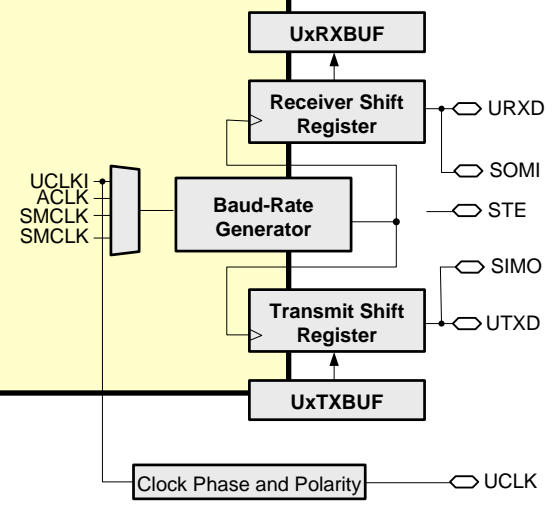 UxRXBUF
Receiver Shift
Register
URXD
SOMI
UCLKI
ACLK
SMCLK
SMCLK
Baud-Rate
Generator
STE
SIMO
Transmit Shift
Register
UTXD
UxTXBUF
Clock Phase and Polarity
UCLK